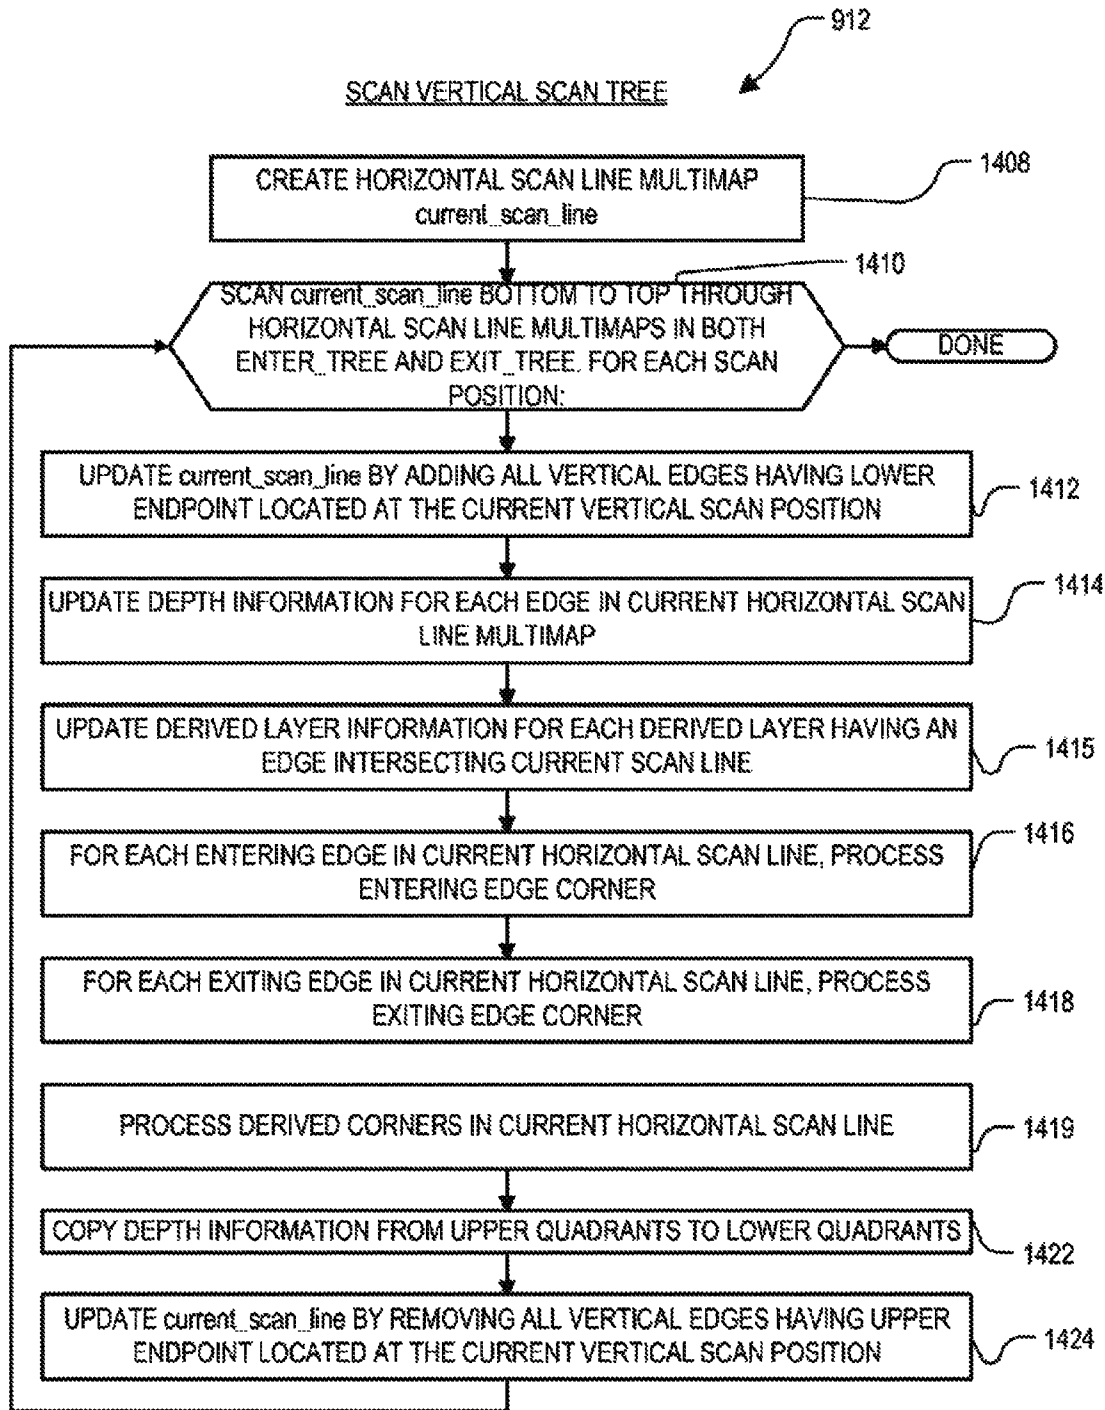 912
SCAN VERTICAL SCAN TREE
CREATE HORIZONTAL SCAN LINE MULTIMAP
current_scan_line
1408
1410
SCAN current_scan_line BOTTOM TO TOP THROUGH
HORIZONTAL SCAN LINE MULTIMAPS IN BOTH
ENTER_TREE AND EXIT_TREE. FOR EACH SCAN
POSITION:
DONE
UPDATE current_scan_line BY ADDING ALL VERTICAL EDGES HAVING LOWER
ENDPOINT LOCATED AT THE CURRENT VERTICAL SCAN POSITION
1412
UPDATE DEPTH INFORMATION FOR EACH EDGE IN CURRENT HORIZONTAL SCAN
LINE MULTIMAP
1414
UPDATE DERIVED LAYER INFORMATION FOR EACH DERIVED LAYER HAVING AN
EDGE INTERSECTING CURRENT SCAN LINE
1415
FOR EACH ENTERING EDGE IN CURRENT HORIZONTAL SCAN LINE, PROCESS
ENTERING EDGE CORNER
1416
FOR EACH EXITING EDGE IN CURRENT HORIZONTAL SCAN LINE, PROCESS
EXITING EDGE CORNER
1418
PROCESS DERIVED CORNERS IN CURRENT HORIZONTAL SCAN LINE
1419
COPY DEPTH INFORMATION FROM UPPER QUADRANTS TO LOWER QUADRANTS
1422
UPDATE current_scan_line BY REMOVING ALL VERTICAL EDGES HAVING UPPER
ENDPOINT LOCATED AT THE CURRENT VERTICAL SCAN POSITION
1424